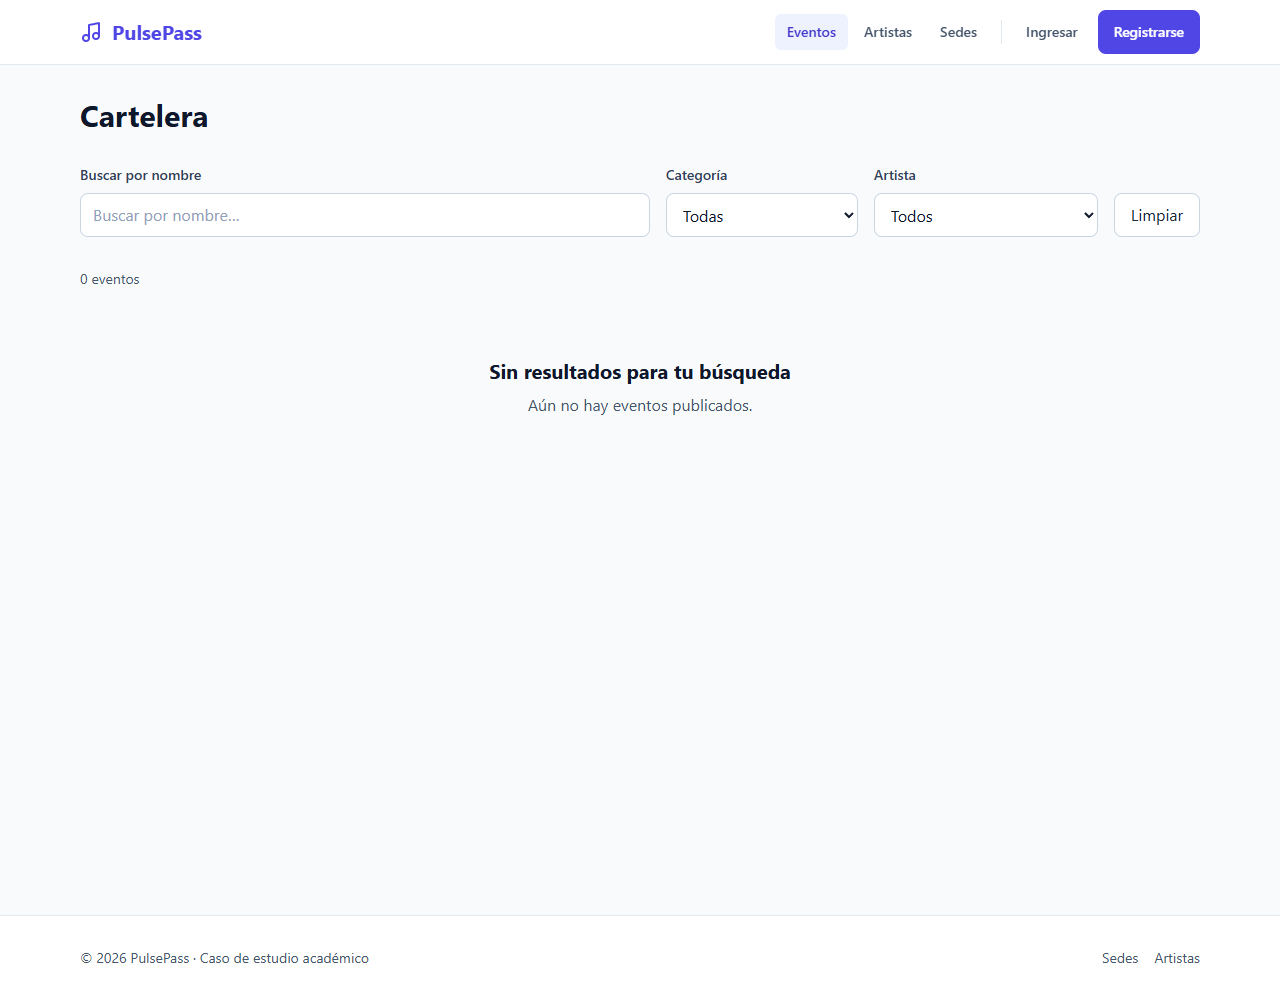 PulsePass
Eventos Artistas Sedes Ingresar Registrarse
Cartelera
Buscar por nombre Categoría Artista
Buscar por nombre... Todas Todos Limpiar
0 eventos
Sin resultados para tu búsqueda
Aún no hay eventos publicados.
© 2026 PulsePass · Caso de estudio académico Sedes Artistas